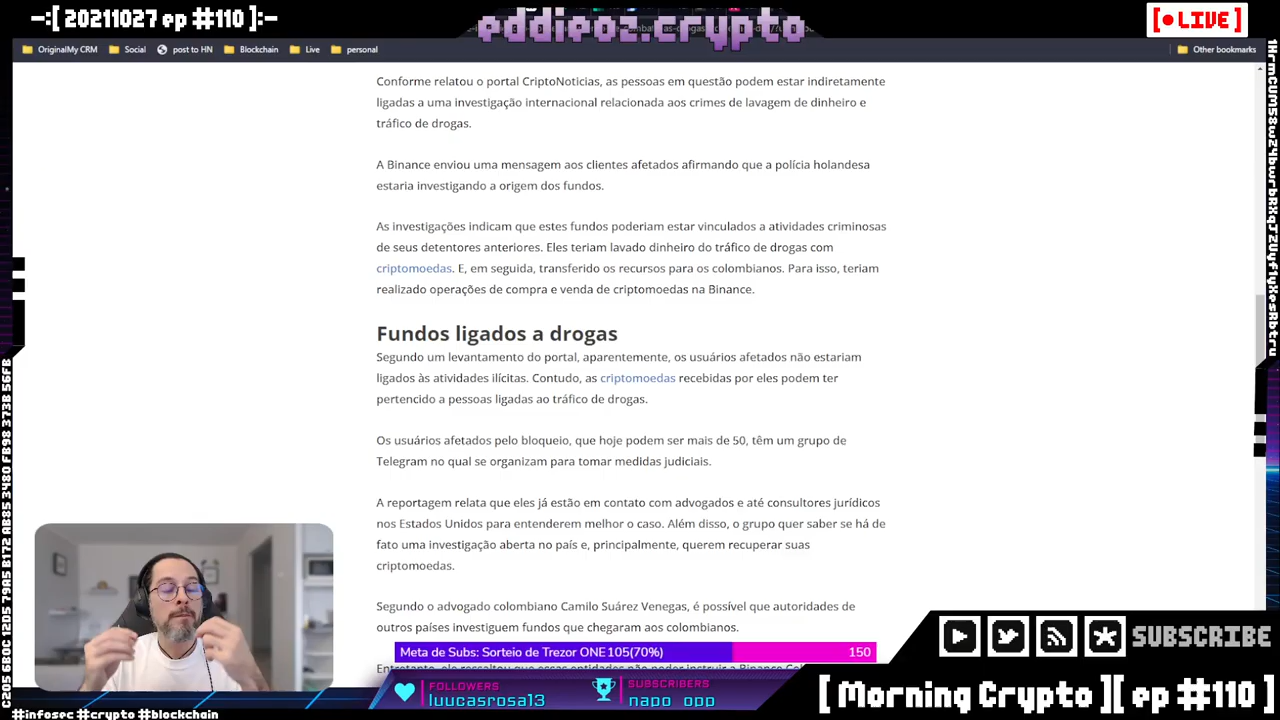 -:[ 20211027 ep #110 ]:-
eddieoz.crypto
[ LIVE ]
OriginalMy CRM
Social
post to HN
Blockchain
Live
personal
Other bookmarks
Conforme relatou o portal CriptoNoticias, as pessoas em questão podem estar indiretamente
ligadas a uma investigação internacional relacionada aos crimes de lavagem de dinheiro e
tráfico de drogas.
A Binance enviou uma mensagem aos clientes afetados afirmando que a polícia holandesa
estaria investigando a origem dos fundos.
As investigações indicam que estes fundos poderiam estar vinculados a atividades criminosas
de seus detentores anteriores. Eles teriam lavado dinheiro do tráfico de drogas com
criptomoedas. E, em seguida, transferido os recursos para os colombianos. Para isso, teriam
realizado operações de compra e venda de criptomoedas na Binance.
Fundos ligados a drogas
Segundo um levantamento do portal, aparentemente, os usuários afetados não estariam
ligados às atividades ilícitas. Contudo, as criptomoedas recebidas por eles podem ter
pertencido a pessoas ligadas ao tráfico de drogas.
Os usuários afetados pelo bloqueio, que hoje podem ser mais de 50, têm um grupo de
Telegram no qual se organizam para tomar medidas judiciais.
A reportagem relata que eles já estão em contato com advogados e até consultores jurídicos
nos Estados Unidos para entenderem melhor o caso. Além disso, o grupo quer saber se há de
fato uma investigação aberta no país e, principalmente, querem recuperar suas
criptomoedas.
Segundo o advogado colombiano Camilo Suárez Venegas, é possível que autoridades de
outros países investiguem fundos que chegaram aos colombianos.
Meta de Subs: Sorteio de Trezor ONE 105(70%)
150
FOLLOWERS
luucasrosa13
SUBSCRIBERS
napo_opp
SUBSCRIBE
[ Morning Crypto ][ ep #110 ]
#infosec #crypto #blockchain